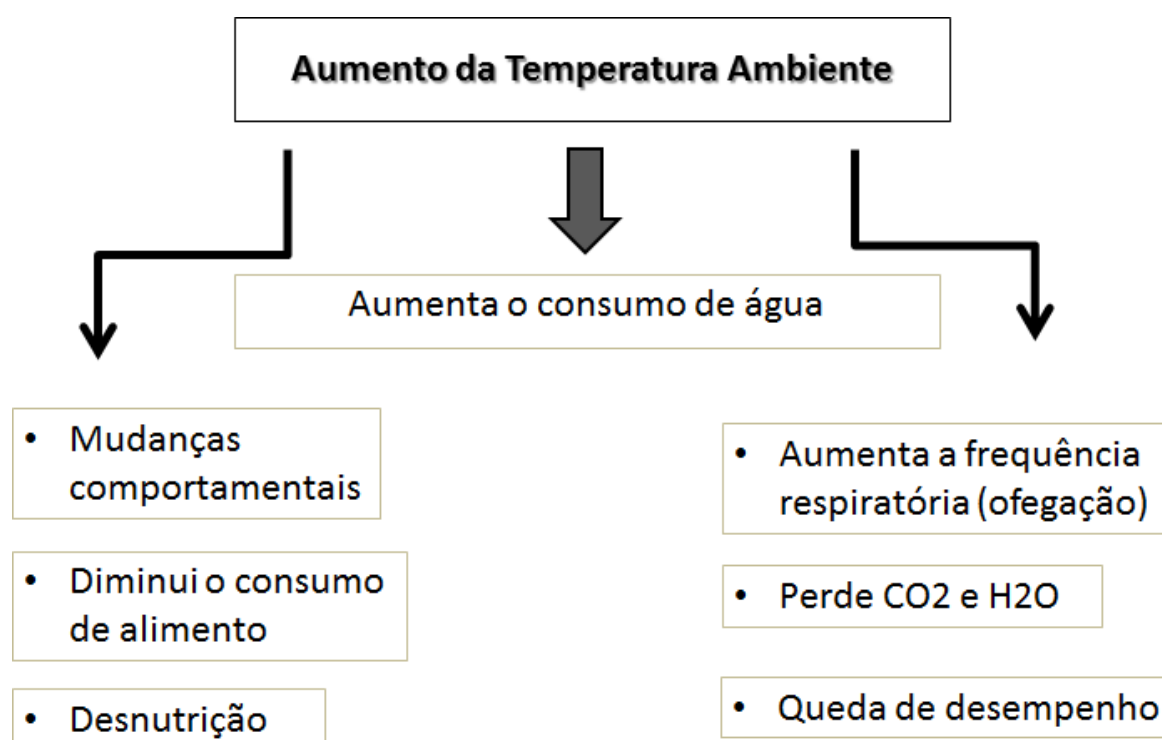 Aumento da Temperatura Ambiente
Aumenta o consumo de água
• Mudanças
comportamentais
• Diminui o consumo
de alimento
• Desnutrição
• Aumenta a frequência
respiratória (ofegação)
• Perde CO2 e H2O
• Queda de desempenho